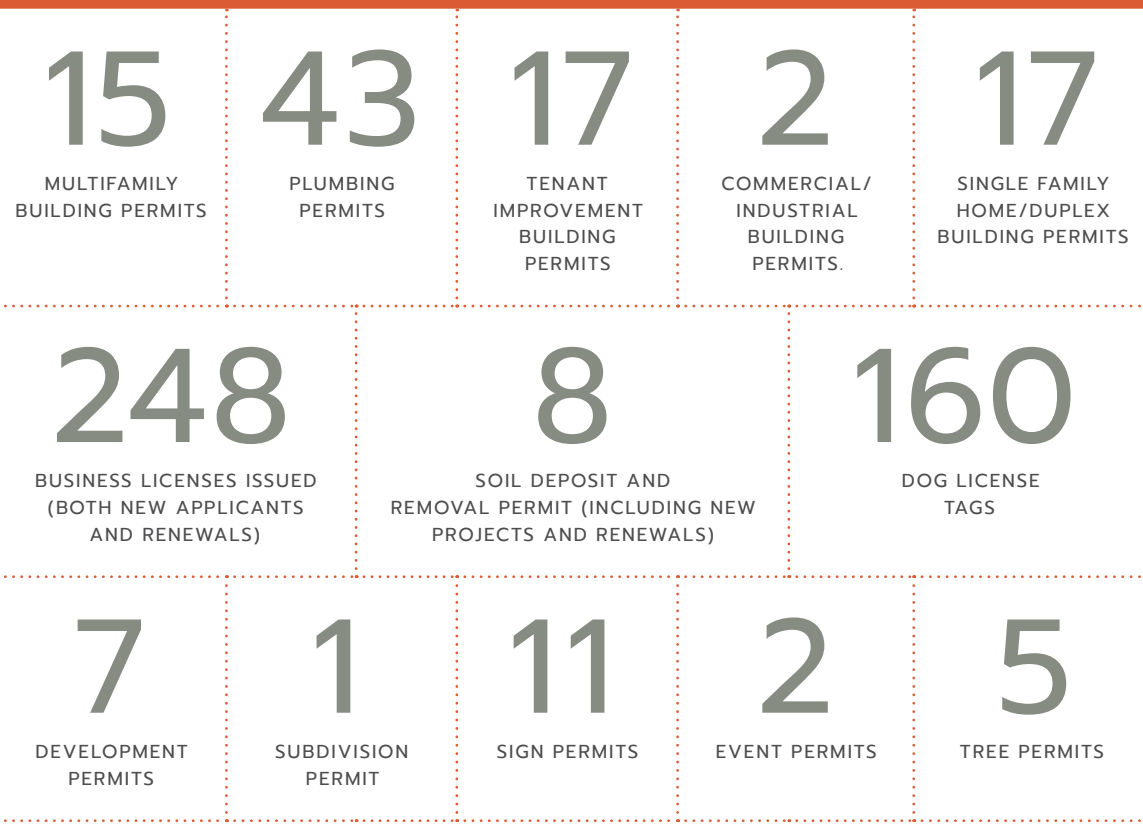 15
MULTIFAMILY
BUILDING PERMITS
43
PLUMBING
PERMITS
17
TENANT
IMPROVEMENT
BUILDING
PERMITS
2
COMMERCIAL/
INDUSTRIAL
BUILDING
PERMITS.
17
SINGLE FAMILY
HOME/DUPLEX
BUILDING PERMITS
248
BUSINESS LICENSES ISSUED
(BOTH NEW APPLICANTS
AND RENEWALS)
8
SOIL DEPOSIT AND
REMOVAL PERMIT (INCLUDING NEW
PROJECTS AND RENEWALS)
160
DOG LICENSE
TAGS
7
DEVELOPMENT
PERMITS
1
SUBDIVISION
PERMIT
11
SIGN PERMITS
2
EVENT PERMITS
5
TREE PERMITS